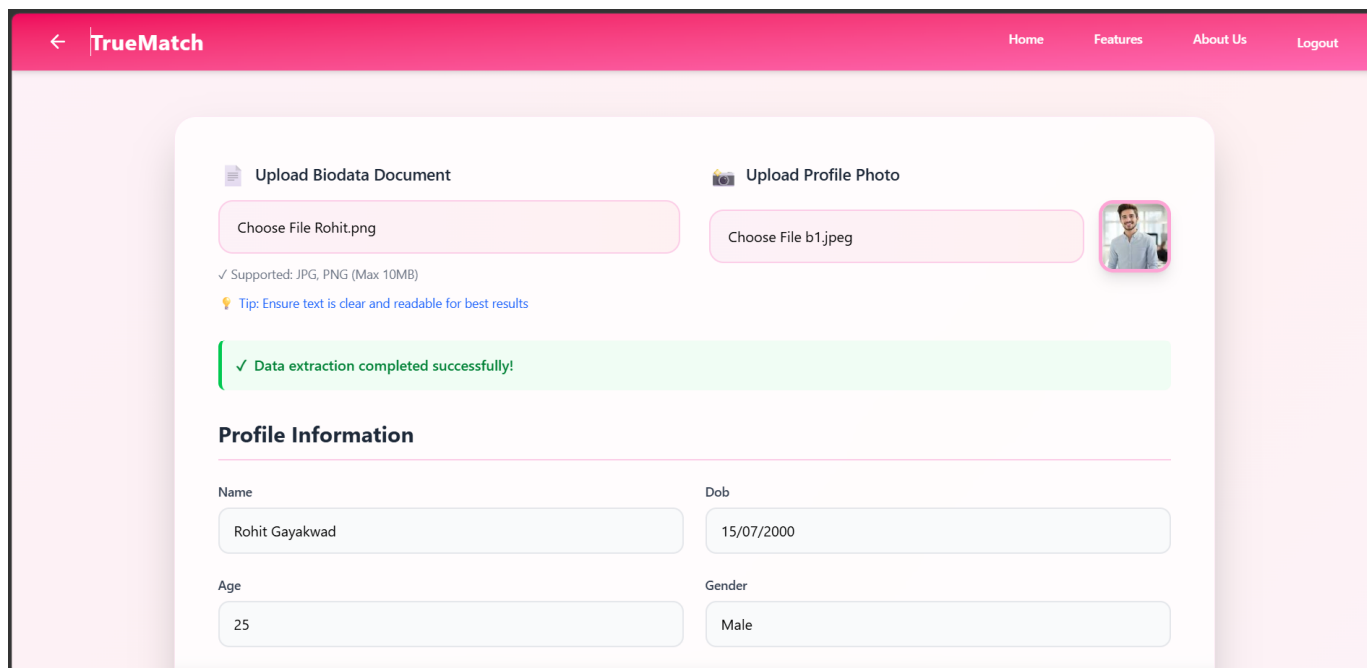 ← TrueMatch Home Features About Us Logout
Upload Biodata Document
Choose File Rohit.png
✓ Supported: JPG, PNG (Max 10MB)
Tip: Ensure text is clear and readable for best results
Upload Profile Photo
Choose File b1.jpeg
✓ Data extraction completed successfully!
Profile Information
Name
Rohit Gayakwad
Dob
15/07/2000
Age
25
Gender
Male